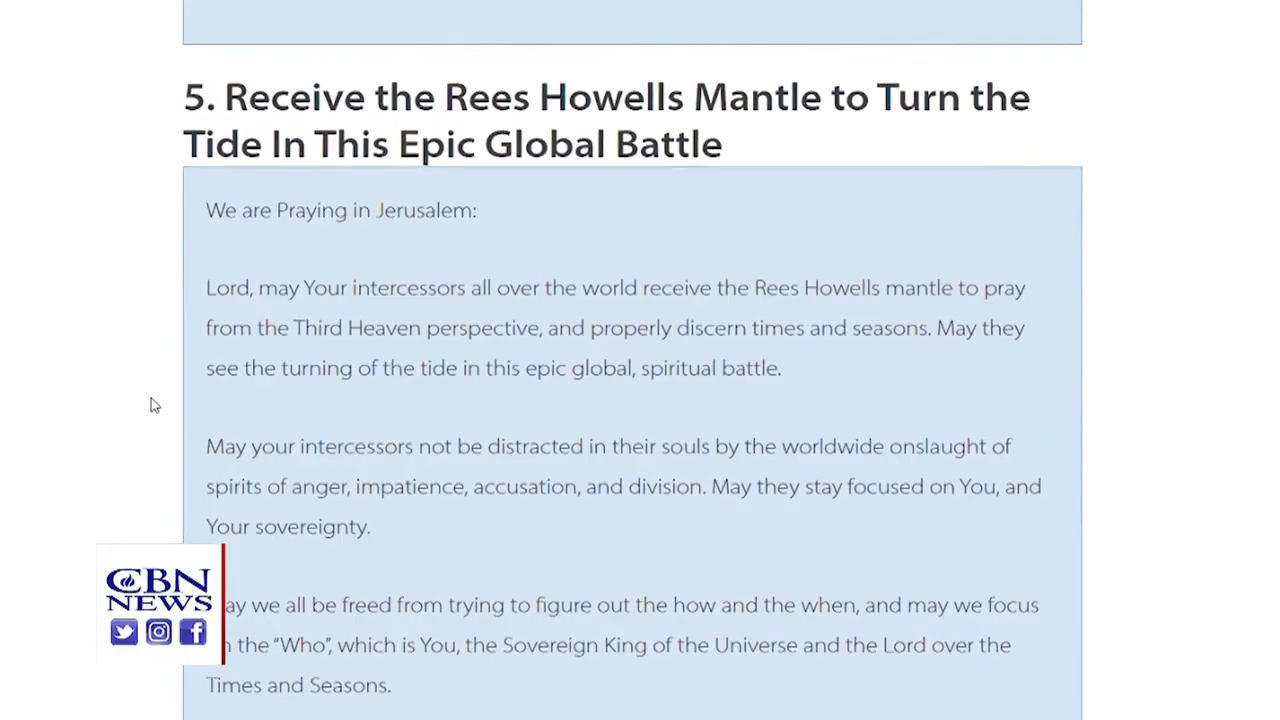 5. Receive the Rees Howells Mantle to Turn the
Tide In This Epic Global Battle
We are Praying in Jerusalem:
Lord, may Your intercessors all over the world receive the Rees Howells mantle to pray
from the Third Heaven perspective, and properly discern times and seasons. May they
see the turning of the tide in this epic global, spiritual battle.
May your intercessors not be distracted in their souls by the worldwide onslaught of
spirits of anger, impatience, accusation, and division. May they stay focused on You, and
Your sovereignty.
ay we all be freed from trying to figure out the how and the when, and may we focus
n the “Who”, which is You, the Sovereign King of the Universe and the Lord over the
Times and Seasons.
CBN
NEWS